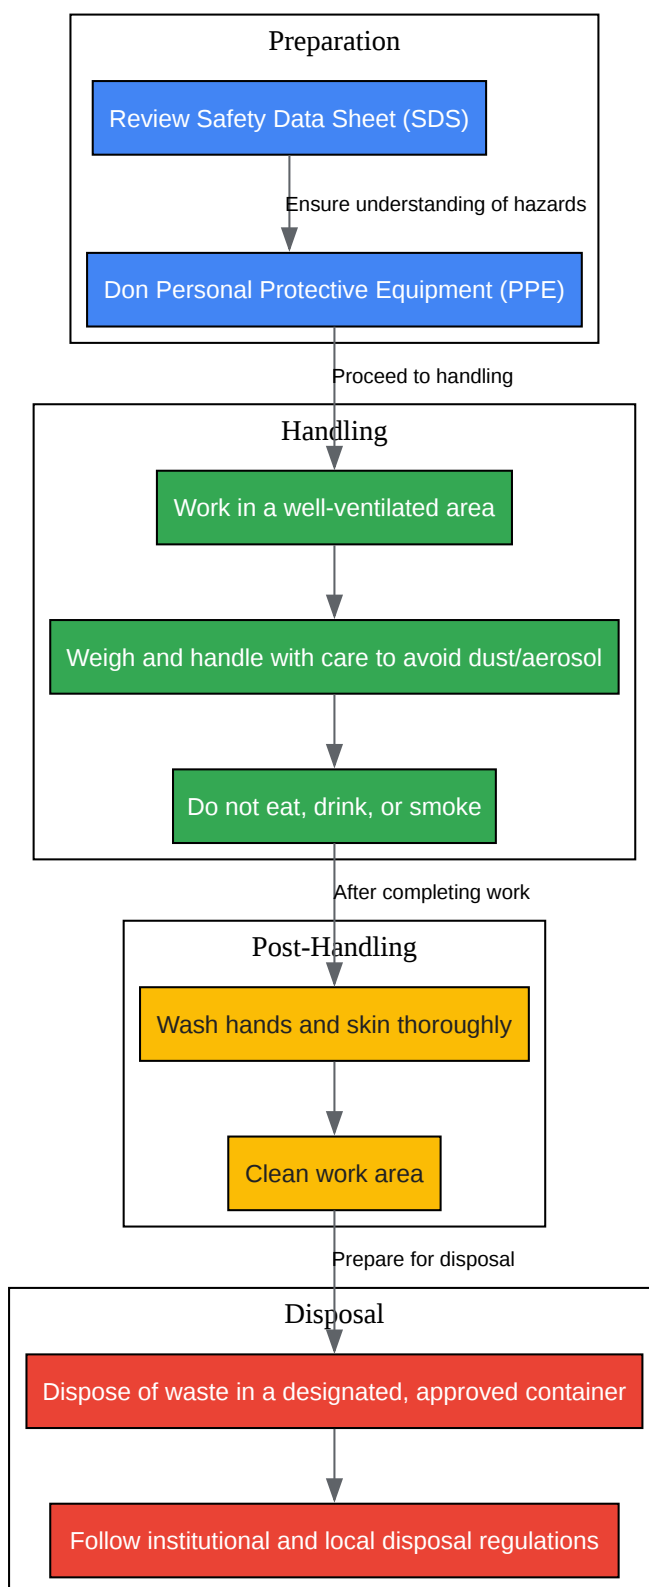 Preparation
Review Safety Data Sheet (SDS)
Ensure understanding of hazards
Don Personal Protective Equipment (PPE)
Proceed to handling
Handling
Work in a well-ventilated area
Weigh and handle with care to avoid dust/aerosol
Do not eat, drink, or smoke
After completing work
Post-Handling
Wash hands and skin thoroughly
Clean work area
Prepare for disposal
Disposal
Dispose of waste in a designated, approved container
Follow institutional and local disposal regulations